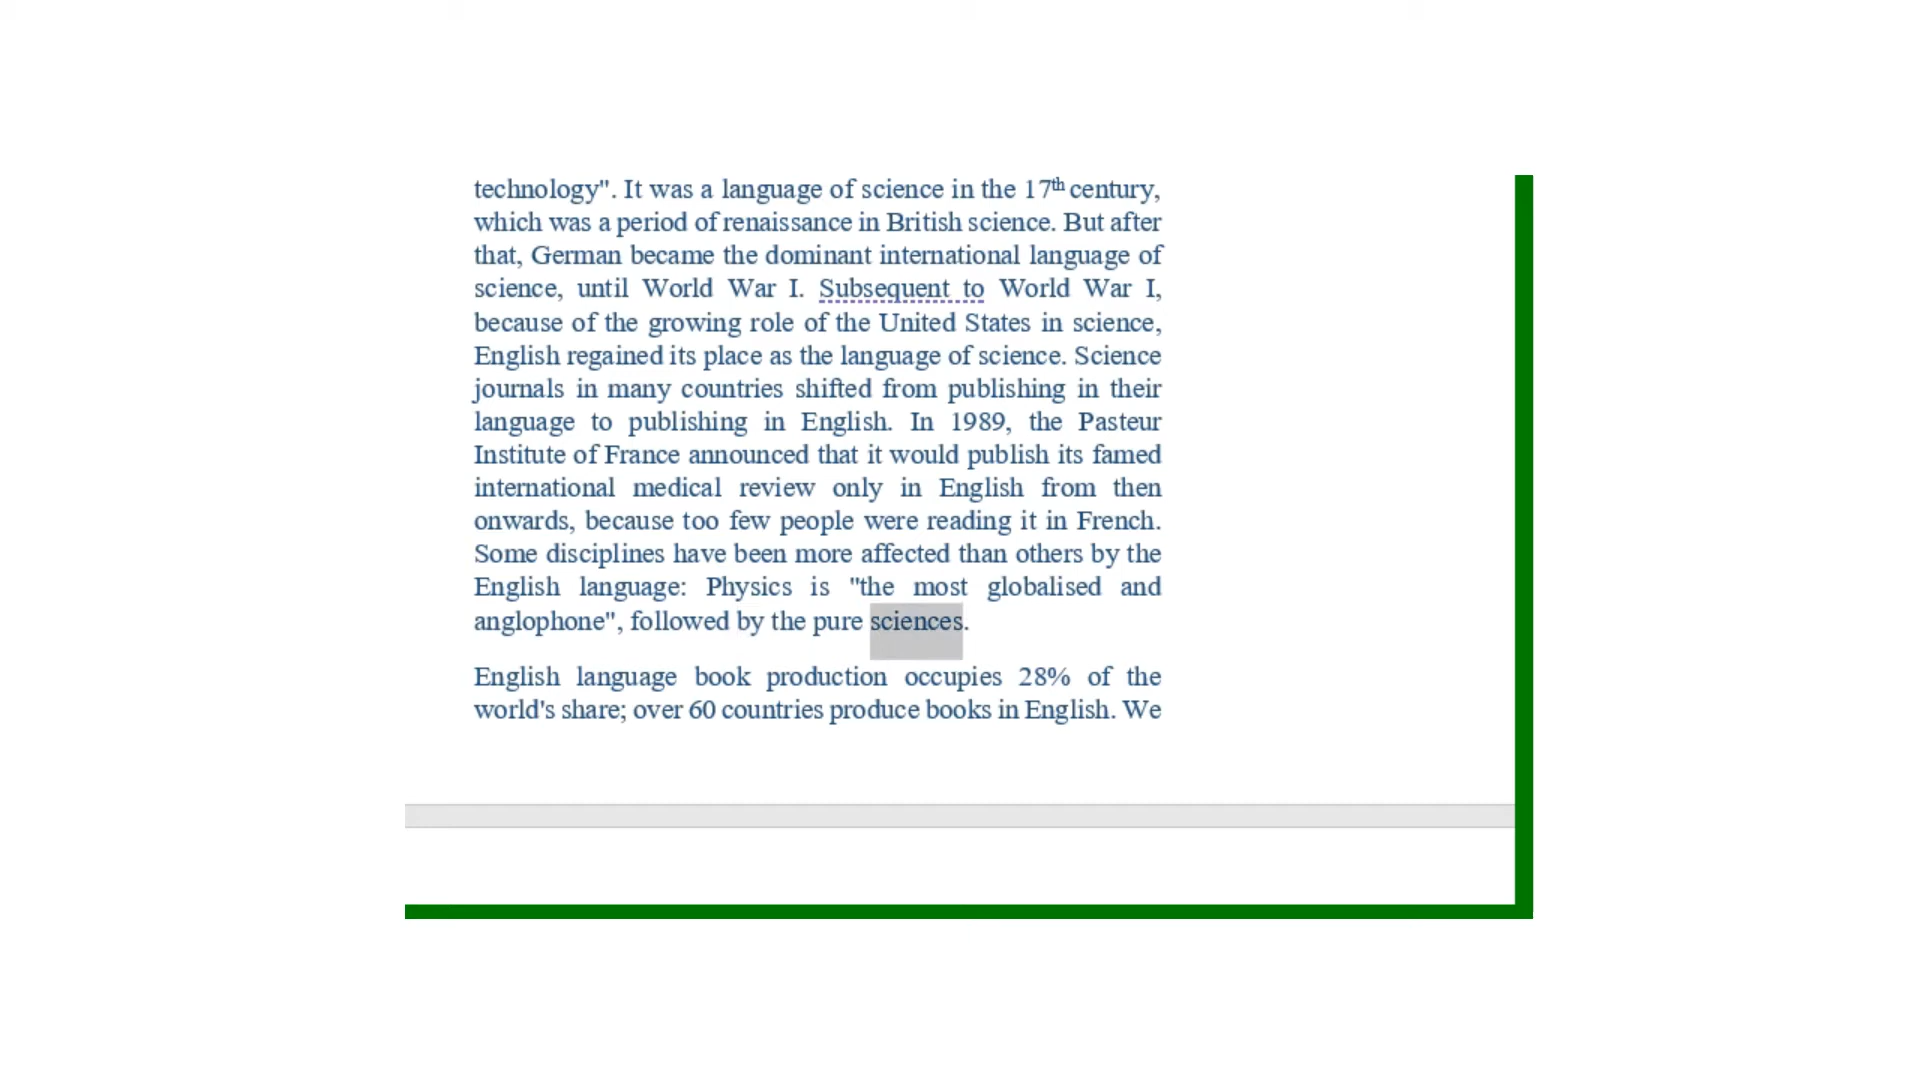 technology". It was a language of science in the 17th century,
which was a period of renaissance in British science. But after
that, German became the dominant international language of
science, until World War I. Subsequent to World War I,
because of the growing role of the United States in science,
English regained its place as the language of science. Science
journals in many countries shifted from publishing in their
language to publishing in English. In 1989, the Pasteur
Institute of France announced that it would publish its famed
international medical review only in English from then
onwards, because too few people were reading it in French.
Some disciplines have been more affected than others by the
English language: Physics is "the most globalised and
anglophone", followed by the pure sciences.
English language book production occupies 28% of the
world's share; over 60 countries produce books in English. We